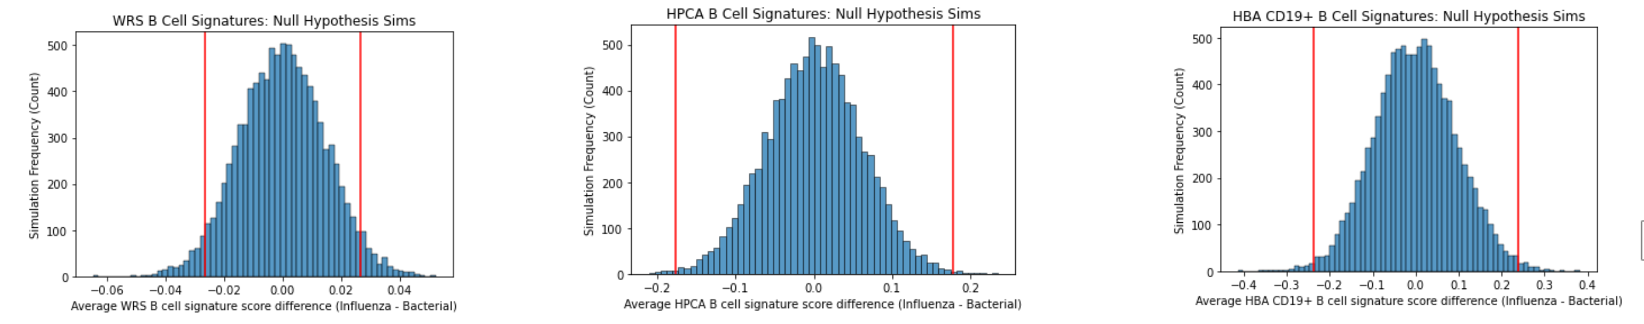 WRS B Cell Signatures: Null Hypothesis Sims
Simulation Frequency (Count)
500
400
300
200
100
0
−0.06 −0.04 −0.02 0.00 0.02 0.04
Average WRS B cell signature score difference (Influenza - Bacterial)
HPCA B Cell Signatures: Null Hypothesis Sims
Simulation Frequency (Count)
500
400
300
200
100
0
−0.2 −0.1 0.0 0.1 0.2
Average HPCA B cell signature score difference (Influenza - Bacterial)
HBA CD19+ B Cell Signatures: Null Hypothesis Sims
Simulation Frequency (Count)
500
400
300
200
100
0
−0.4 −0.3 −0.2 −0.1 0.0 0.1 0.2 0.3 0.4
Average HBA CD19+ B cell signature score difference (Influenza - Bacterial)